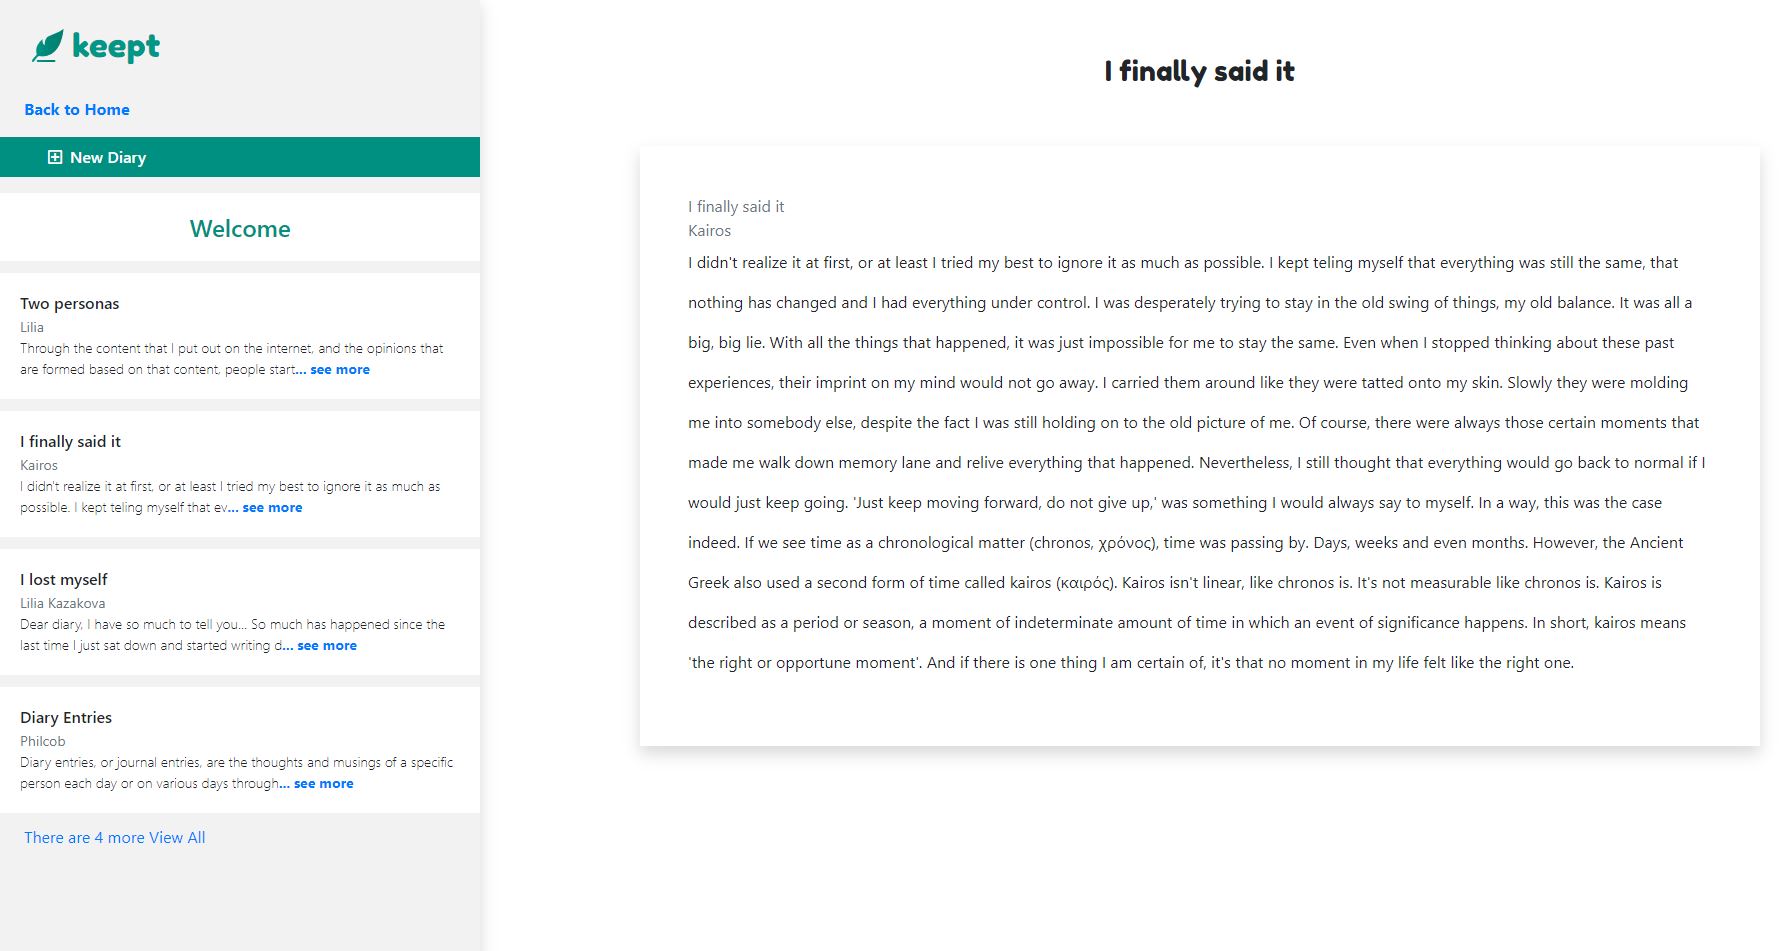 keept
Back to Home
New Diary
Welcome
Two personas
Lilia
Through the content that I put out on the internet, and the opinions that
are formed based on that content, people start... see more
I finally said it
Kairos
I didn't realize it at first, or at least I tried my best to ignore it as much as
possible. I kept teling myself that ev... see more
I lost myself
Lilia Kazakova
Dear diary, I have so much to tell you... So much has happened since the
last time I just sat down and started writing d... see more
Diary Entries
Philcob
Diary entries, or journal entries, are the thoughts and musings of a specific
person each day or on various days through... see more
There are 4 more View All
I finally said it
I finally said it
Kairos
I didn't realize it at first, or at least I tried my best to ignore it as much as possible. I kept teling myself that everything was still the same, that
nothing has changed and I had everything under control. I was desperately trying to stay in the old swing of things, my old balance. It was all a
big, big lie. With all the things that happened, it was just impossible for me to stay the same. Even when I stopped thinking about these past
experiences, their imprint on my mind would not go away. I carried them around like they were tatted onto my skin. Slowly they were molding
me into somebody else, despite the fact I was still holding on to the old picture of me. Of course, there were always those certain moments that
made me walk down memory lane and relive everything that happened. Nevertheless, I still thought that everything would go back to normal if I
would just keep going. 'Just keep moving forward, do not give up,' was something I would always say to myself. In a way, this was the case
indeed. If we see time as a chronological matter (chronos, χρόνος), time was passing by. Days, weeks and even months. However, the Ancient
Greek also used a second form of time called kairos (καιρός). Kairos isn't linear, like chronos is. It's not measurable like chronos is. Kairos is
described as a period or season, a moment of indeterminate amount of time in which an event of significance happens. In short, kairos means
'the right or opportune moment'. And if there is one thing I am certain of, it's that no moment in my life felt like the right one.